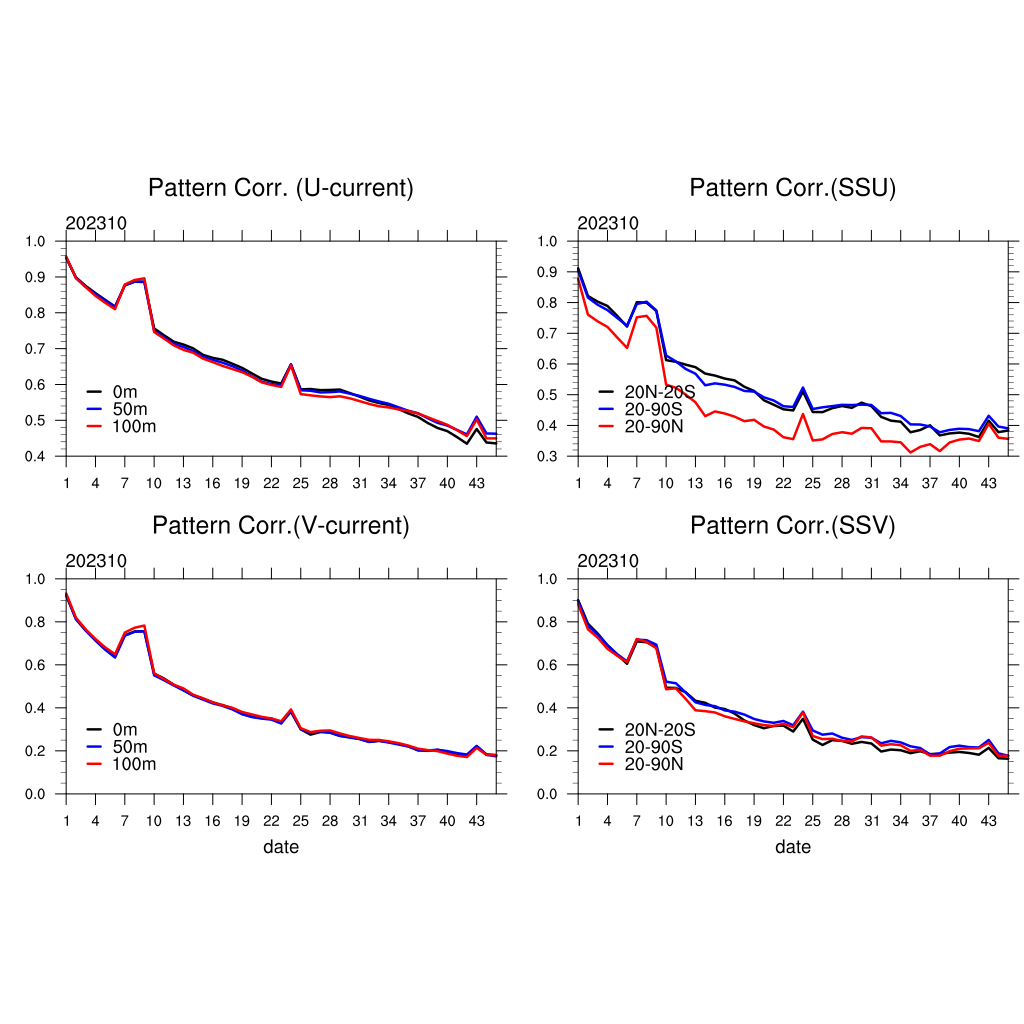 Pattern Corr. (U-current)
202310
1.0
0.9
0.8
0.7
0.6
0.5
0.4
0m
50m
100m
1 4 7 10 13 16 19 22 25 28 31 34 37 40 43
Pattern Corr.(SSU)
202310
1.0
0.9
0.8
0.7
0.6
0.5
0.4
0.3
20N-20S
20-90S
20-90N
1 4 7 10 13 16 19 22 25 28 31 34 37 40 43
Pattern Corr.(V-current)
202310
1.0
0.8
0.6
0.4
0.2
0.0
0m
50m
100m
1 4 7 10 13 16 19 22 25 28 31 34 37 40 43
date
Pattern Corr.(SSV)
202310
1.0
0.8
0.6
0.4
0.2
0.0
20N-20S
20-90S
20-90N
1 4 7 10 13 16 19 22 25 28 31 34 37 40 43
date